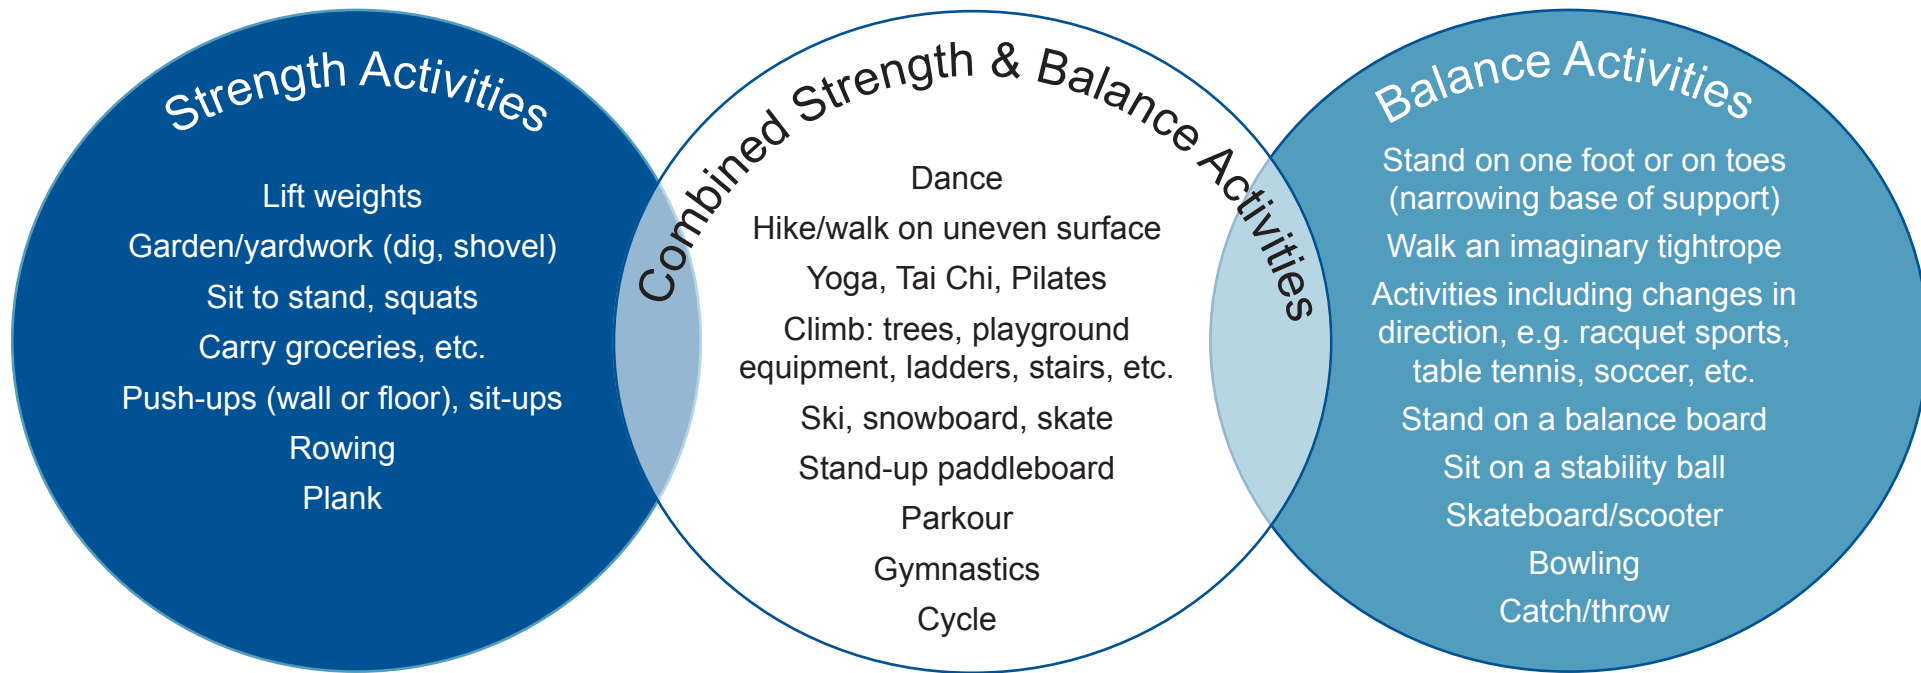 Strength Activities
Lift weights
Garden/yardwork (dig, shovel)
Sit to stand, squats
Carry groceries, etc.
Push-ups (wall or floor), sit-ups
Rowing
Plank
Combined Strength & Balance Activities
Dance
Hike/walk on uneven surface
Yoga, Tai Chi, Pilates
Climb: trees, playground
equipment, ladders, stairs, etc.
Ski, snowboard, skate
Stand-up paddleboard
Parkour
Gymnastics
Cycle
Balance Activities
Stand on one foot or on toes
(narrowing base of support)
Walk an imaginary tightrope
Activities including changes in
direction, e.g. racquet sports,
table tennis, soccer, etc.
Stand on a balance board
Sit on a stability ball
Skateboard/scooter
Bowling
Catch/throw